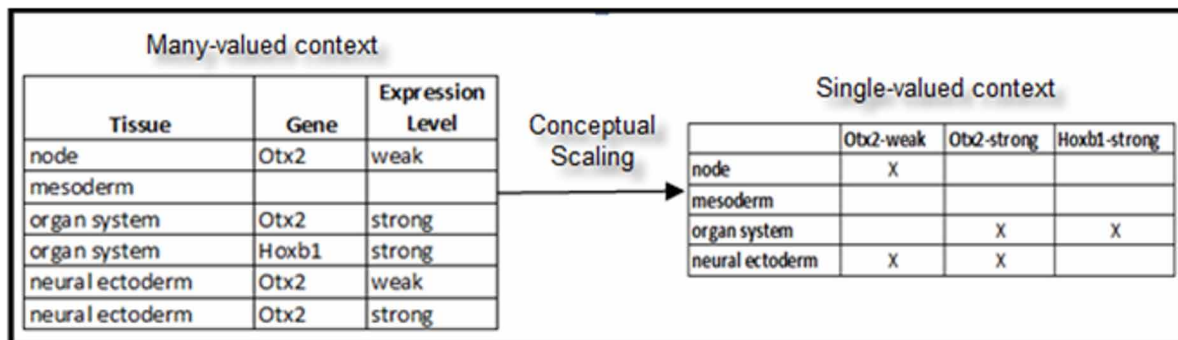 Many-valued context
Tissue Gene Expression Level
node Otx2 weak
mesoderm
organ system Otx2 strong
organ system Hoxb1 strong
neural ectoderm Otx2 weak
neural ectoderm Otx2 strong
Conceptual
Scaling
Single-valued context
Otx2-weak Otx2-strong Hoxb1-strong
node X
mesoderm
organ system X X
neural ectoderm X X